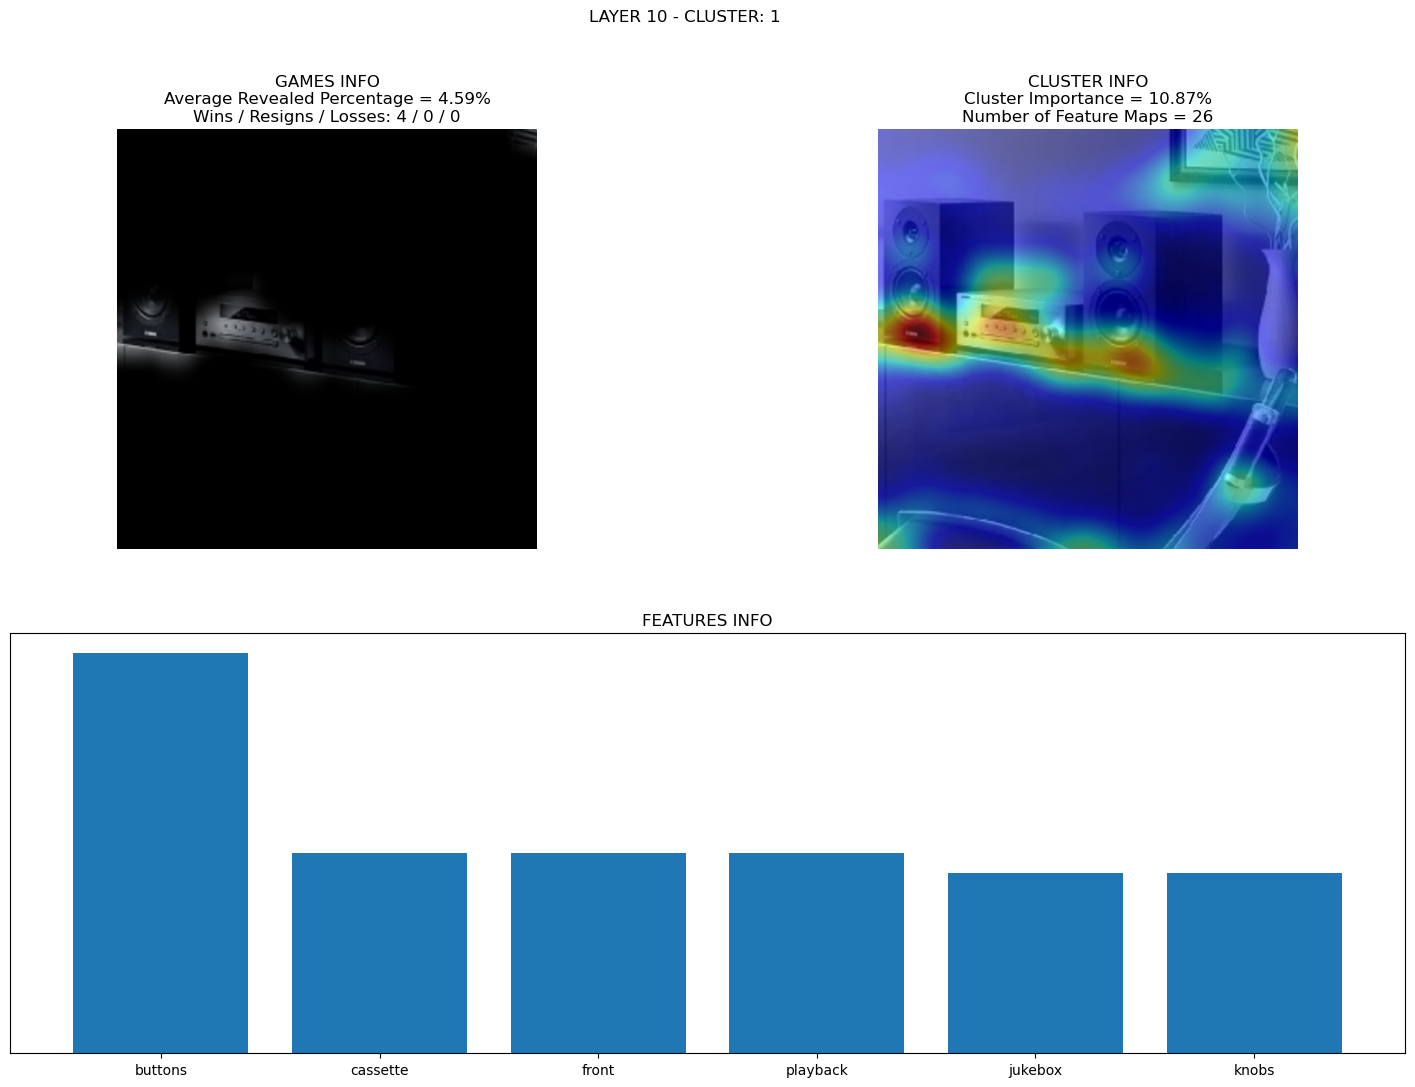 LAYER 10 - CLUSTER: 1
GAMES INFO
Average Revealed Percentage = 4.59%
Wins / Resigns / Losses: 4 / 0 / 0
CLUSTER INFO
Cluster Importance = 10.87%
Number of Feature Maps = 26
FEATURES INFO
buttons
cassette
front
playback
jukebox
knobs